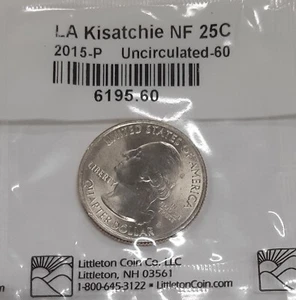 LA Kisatchie NF 25C
2015-P Uncirculated-60
6195.60
UNITED STATES OF AMERICA
LIBERTY
QUARTER DOLLAR
Littleton Coin Co. LLC
Littleton, NH 03561
1-800-645-3122 • LittletonCoin.com